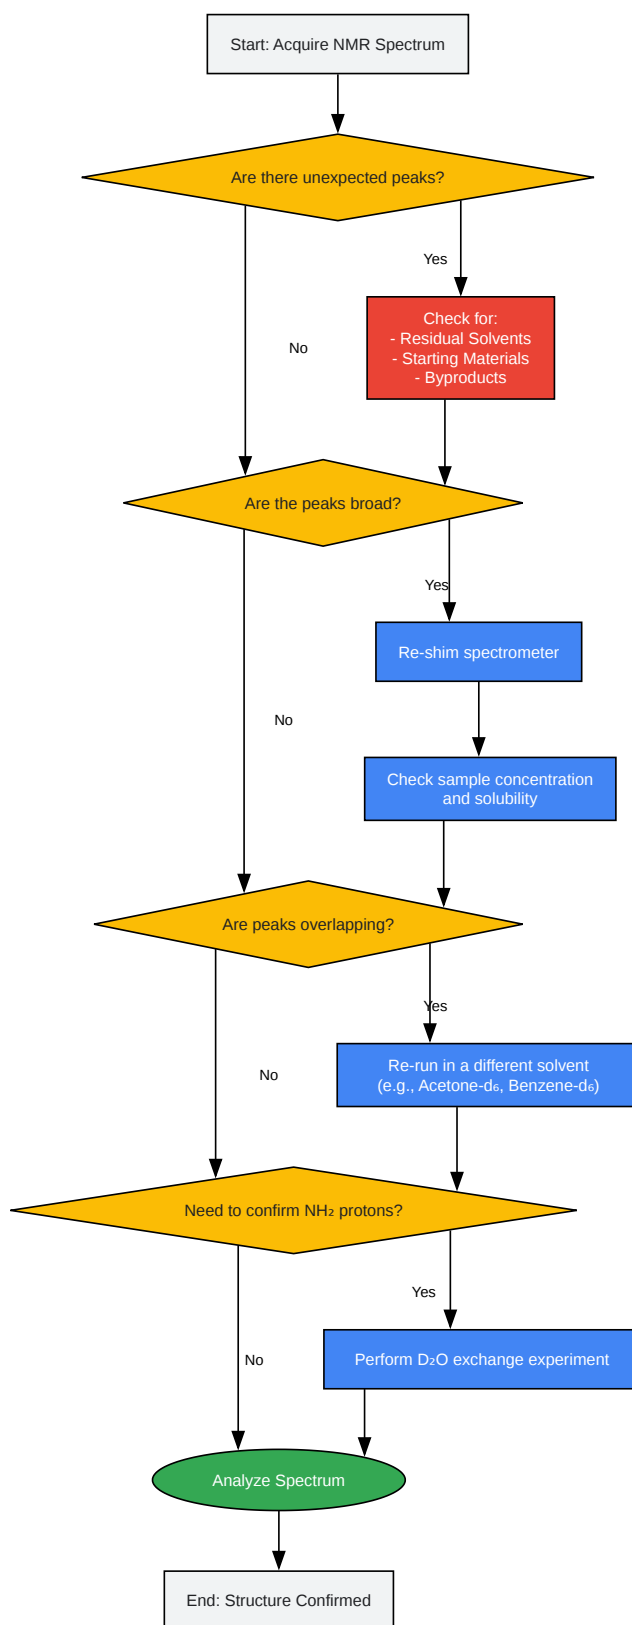 Start: Acquire NMR Spectrum
Are there unexpected peaks?
Yes
Check for:
- Residual Solvents
- Starting Materials
- Byproducts
No
Are the peaks broad?
Yes
Re-shim spectrometer
No
Check sample concentration
and solubility
Are peaks overlapping?
Yes
Re-run in a different solvent
(e.g., Acetone-d₆, Benzene-d₆)
No
Need to confirm NH₂ protons?
Yes
Perform D₂O exchange experiment
No
Analyze Spectrum
End: Structure Confirmed